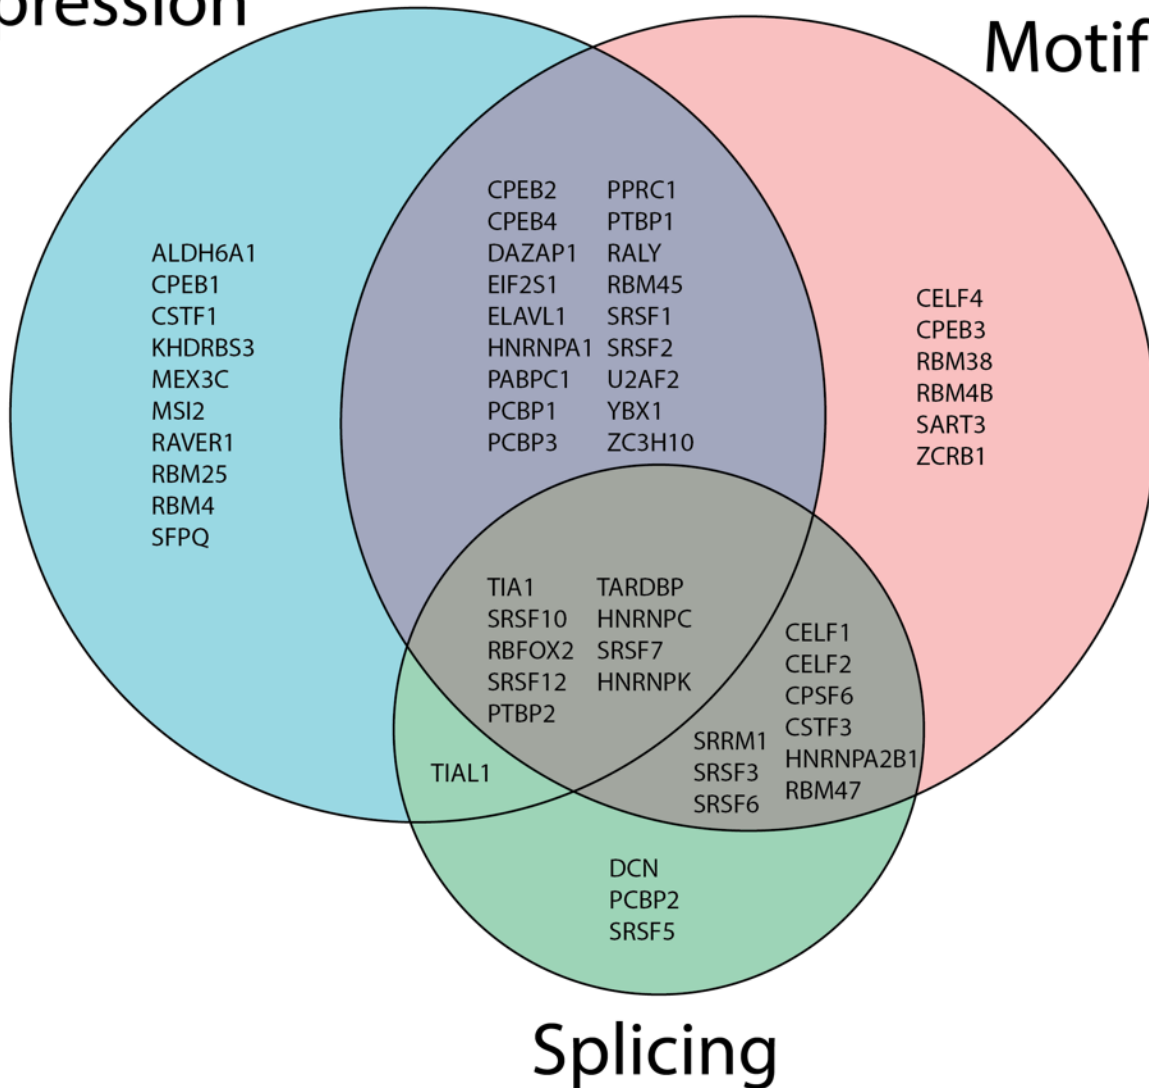 pression
Motif
ALDH6A1
CPEB1
CSTF1
KHDRBS3
MEX3C
MSI2
RAVER1
RBM25
RBM4
SFPQ
CPEB2 PPRC1
CPEB4 PTBP1
DAZAP1 RALY
EIF2S1 RBM45
ELAVL1 SRSF1
HNRNPA1 SRSF2
PABPC1 U2AF2
PCBP1 YBX1
PCBP3 ZC3H10
CELF4
CPEB3
RBM38
RBM4B
SART3
ZCRB1
TIA1 TARDBP
SRSF10 HNRNPC
RBFOX2 SRSF7
SRSF12 HNRNPK
PTBP2
CELF1
CELF2
CPSF6
CSTF3
HNRNPA2B1
RBM47
SRRM1
SRSF3
SRSF6
TIAL1
DCN
PCBP2
SRSF5
Splicing